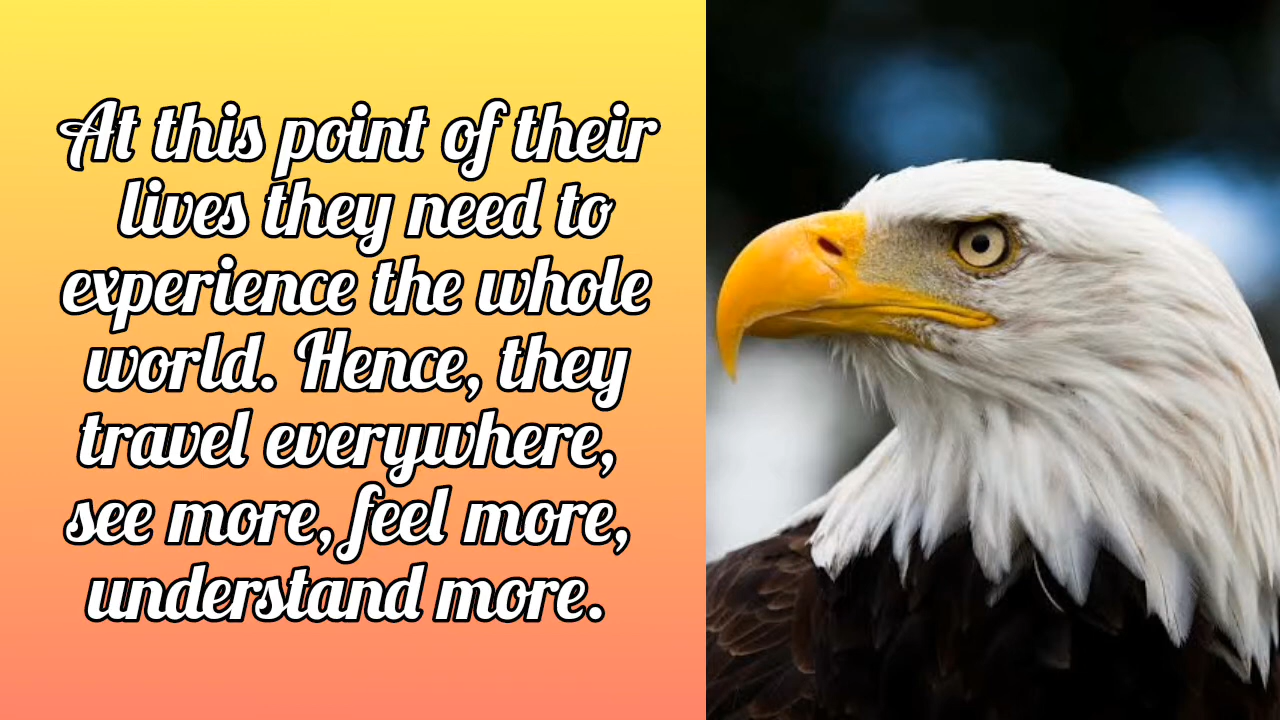 At this point of their
lives they need to
experience the whole
world. Hence, they
travel everywhere,
see more, feel more,
understand more.